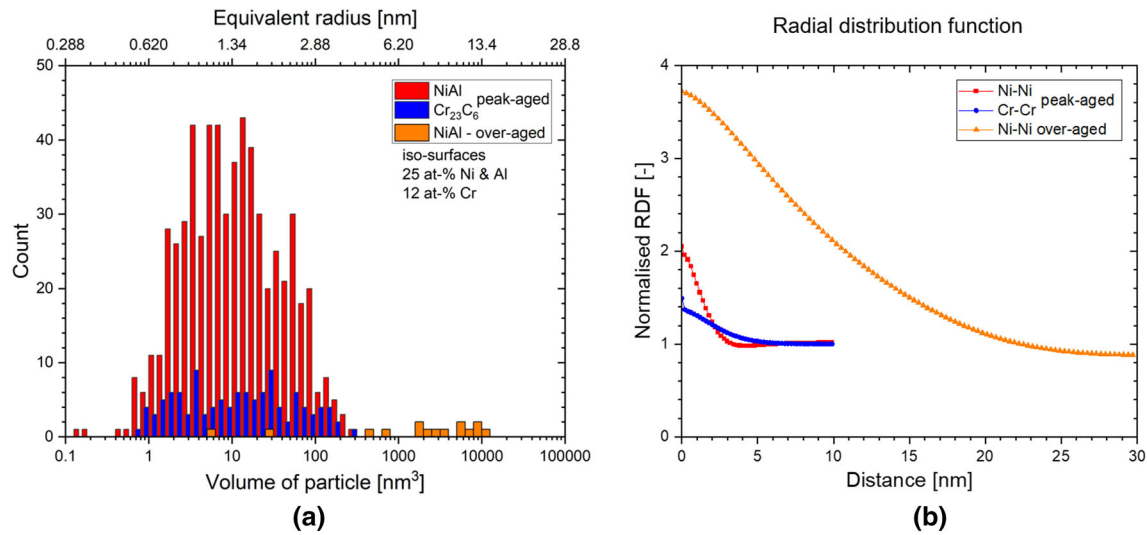 Equivalent radius [nm]
0.288 0.620 1.34 2.88 6.20 13.4 28.8
50
40
30
20
10
0
Count
NiAl
Cr₂₃C₆ peak-aged
NiAl - over-aged
iso-surfaces
25 at-% Ni & Al
12 at-% Cr
0.1 1 10 100 1000 10000 100000
Volume of particle [nm³]
(a)
Radial distribution function
4
3
2
1
0
Normalised RDF [-]
Ni-Ni
Cr-Cr peak-aged
Ni-Ni over-aged
0 5 10 15 20 25 30
Distance [nm]
(b)